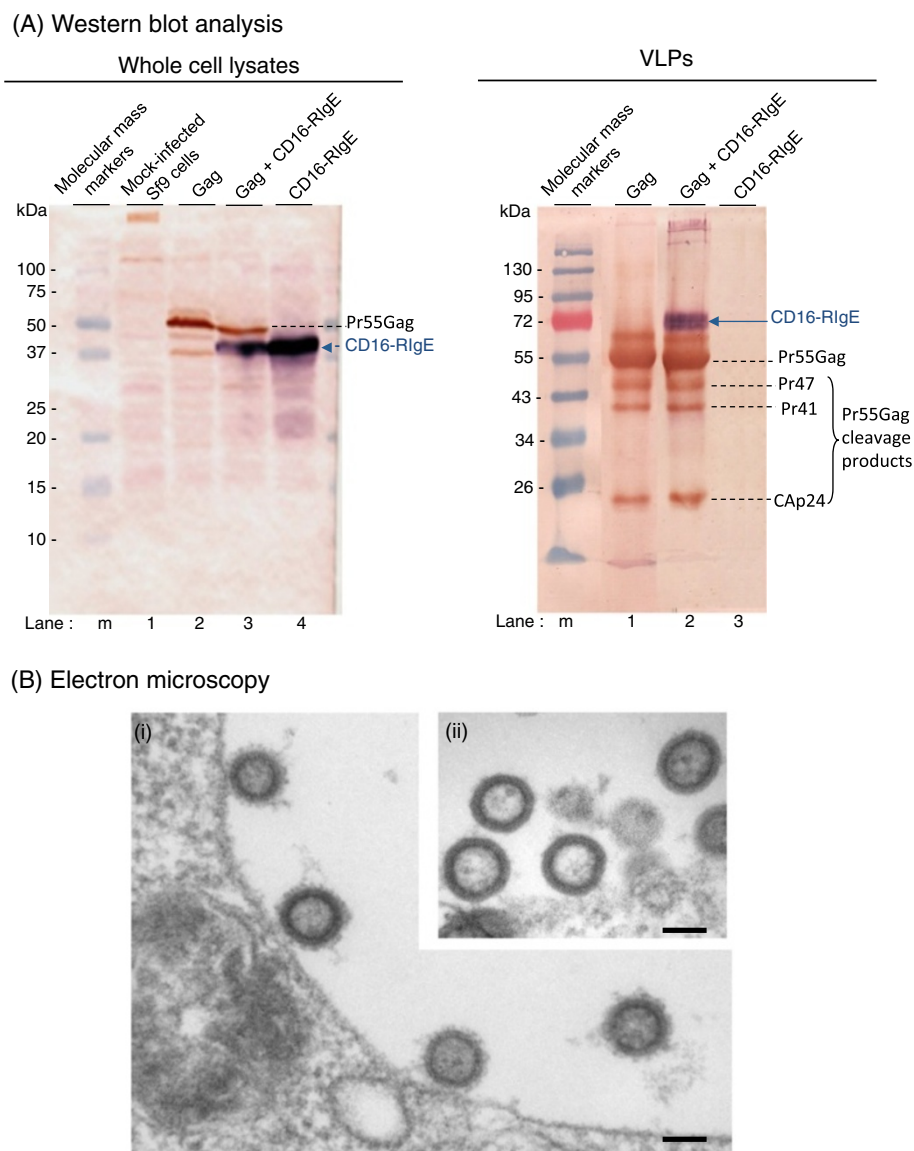 (A) Western blot analysis
Whole cell lysates
Molecular mass
markers
Mock-infected
Sf9 cells
Gag
Gag + CD16-RIgE
CD16-RIgE
kDa
100 -
75 -
50 -
37 -
25 -
20 -
15 -
10 -
Pr55Gag
CD16-RIgE
Lane : m 1 2 3 4
VLPs
Molecular mass
markers
Gag
Gag + CD16-RIgE
CD16-RIgE
kDa
130 -
95 -
72 -
55 -
43 -
34 -
26 -
CD16-RIgE
Pr55Gag
Pr47
Pr41
CAp24
Pr55Gag
cleavage
products
Lane : m 1 2 3
(B) Electron microscopy
(i)
(ii)